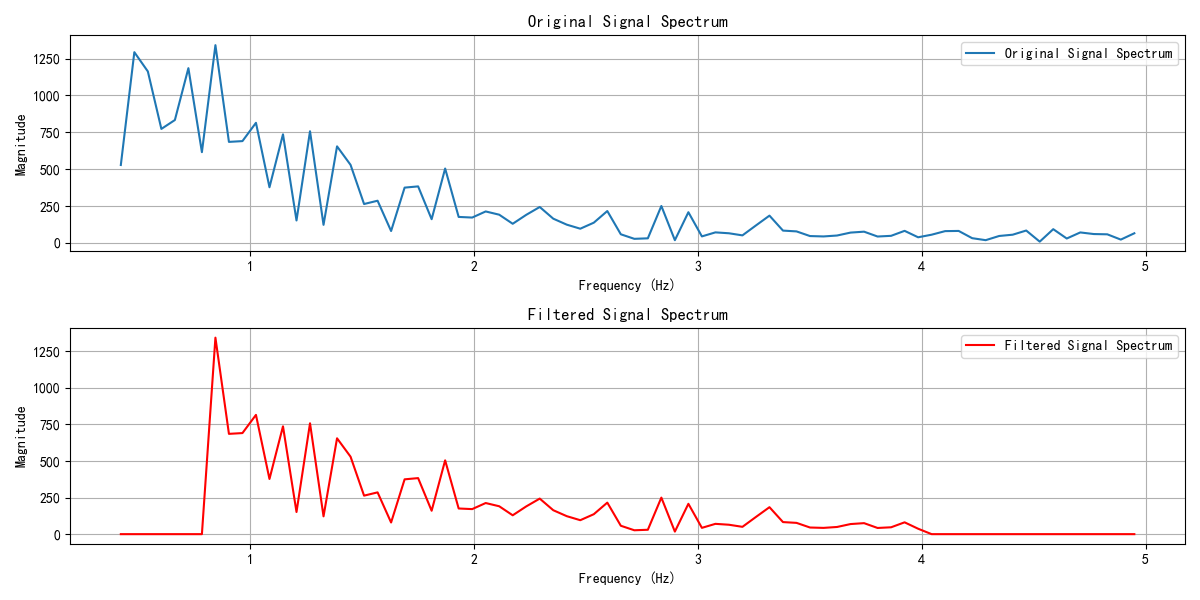 Original Signal Spectrum
Original Signal Spectrum
Magnitude
1250
1000
750
500
250
0
1 2 3 4 5
Frequency (Hz)
Filtered Signal Spectrum
Filtered Signal Spectrum
Magnitude
1250
1000
750
500
250
0
1 2 3 4 5
Frequency (Hz)